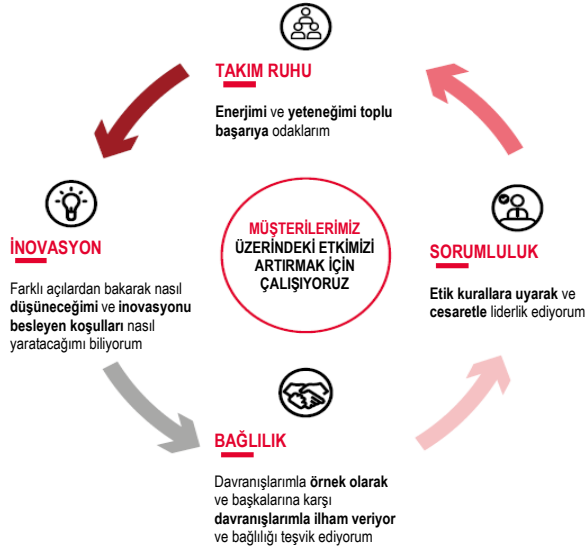 TAKIM RUHU
Enerjimi ve yeteneğimi toplu
başarıya odaklarım
İNOVASYON
Farklı açılardan bakarak nasıl
düşüneceğimi ve inovasyonu
besleyen koşulları nasıl
yaratacağımı biliyorum
MÜŞTERİLERİMİZ
ÜZERİNDEKİ ETKİMİZİ
ARTIRMAK İÇİN
ÇALIŞIYORUZ
SORUMLULUK
Etik kurallara uyarak ve
cesaretle liderlik ediyorum
BAĞLILIK
Davranışlarımla örnek olarak
ve başkalarına karşı
davranışlarımla ilham veriyor
ve bağlılığı teşvik ediyorum